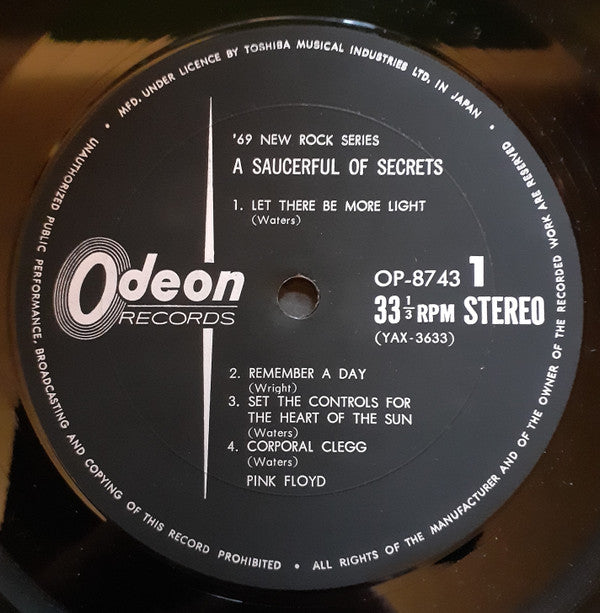 MFD. UNDER LICENCE BY TOSHIBA MUSICAL INDUSTRIES LTD. IN JAPAN •
'69 NEW ROCK SERIES
A SAUCERFUL OF SECRETS
1. LET THERE BE MORE LIGHT
(Waters)
Odeon
RECORDS
OP-8743 1
33 1/3 RPM STEREO
(YAX-3633)
2. REMEMBER A DAY
(Wright)
3. SET THE CONTROLS FOR
THE HEART OF THE SUN
(Waters)
4. CORPORAL CLEGG
(Waters)
PINK FLOYD
• ALL RIGHTS OF THE MANUFACTURER AND OF THE OWNER OF THE RECORDED WORK ARE RESERVED
UNAUTHORIZED PUBLIC PERFORMANCE, BROADCASTING AND COPYING OF THIS RECORD PROHIBITED